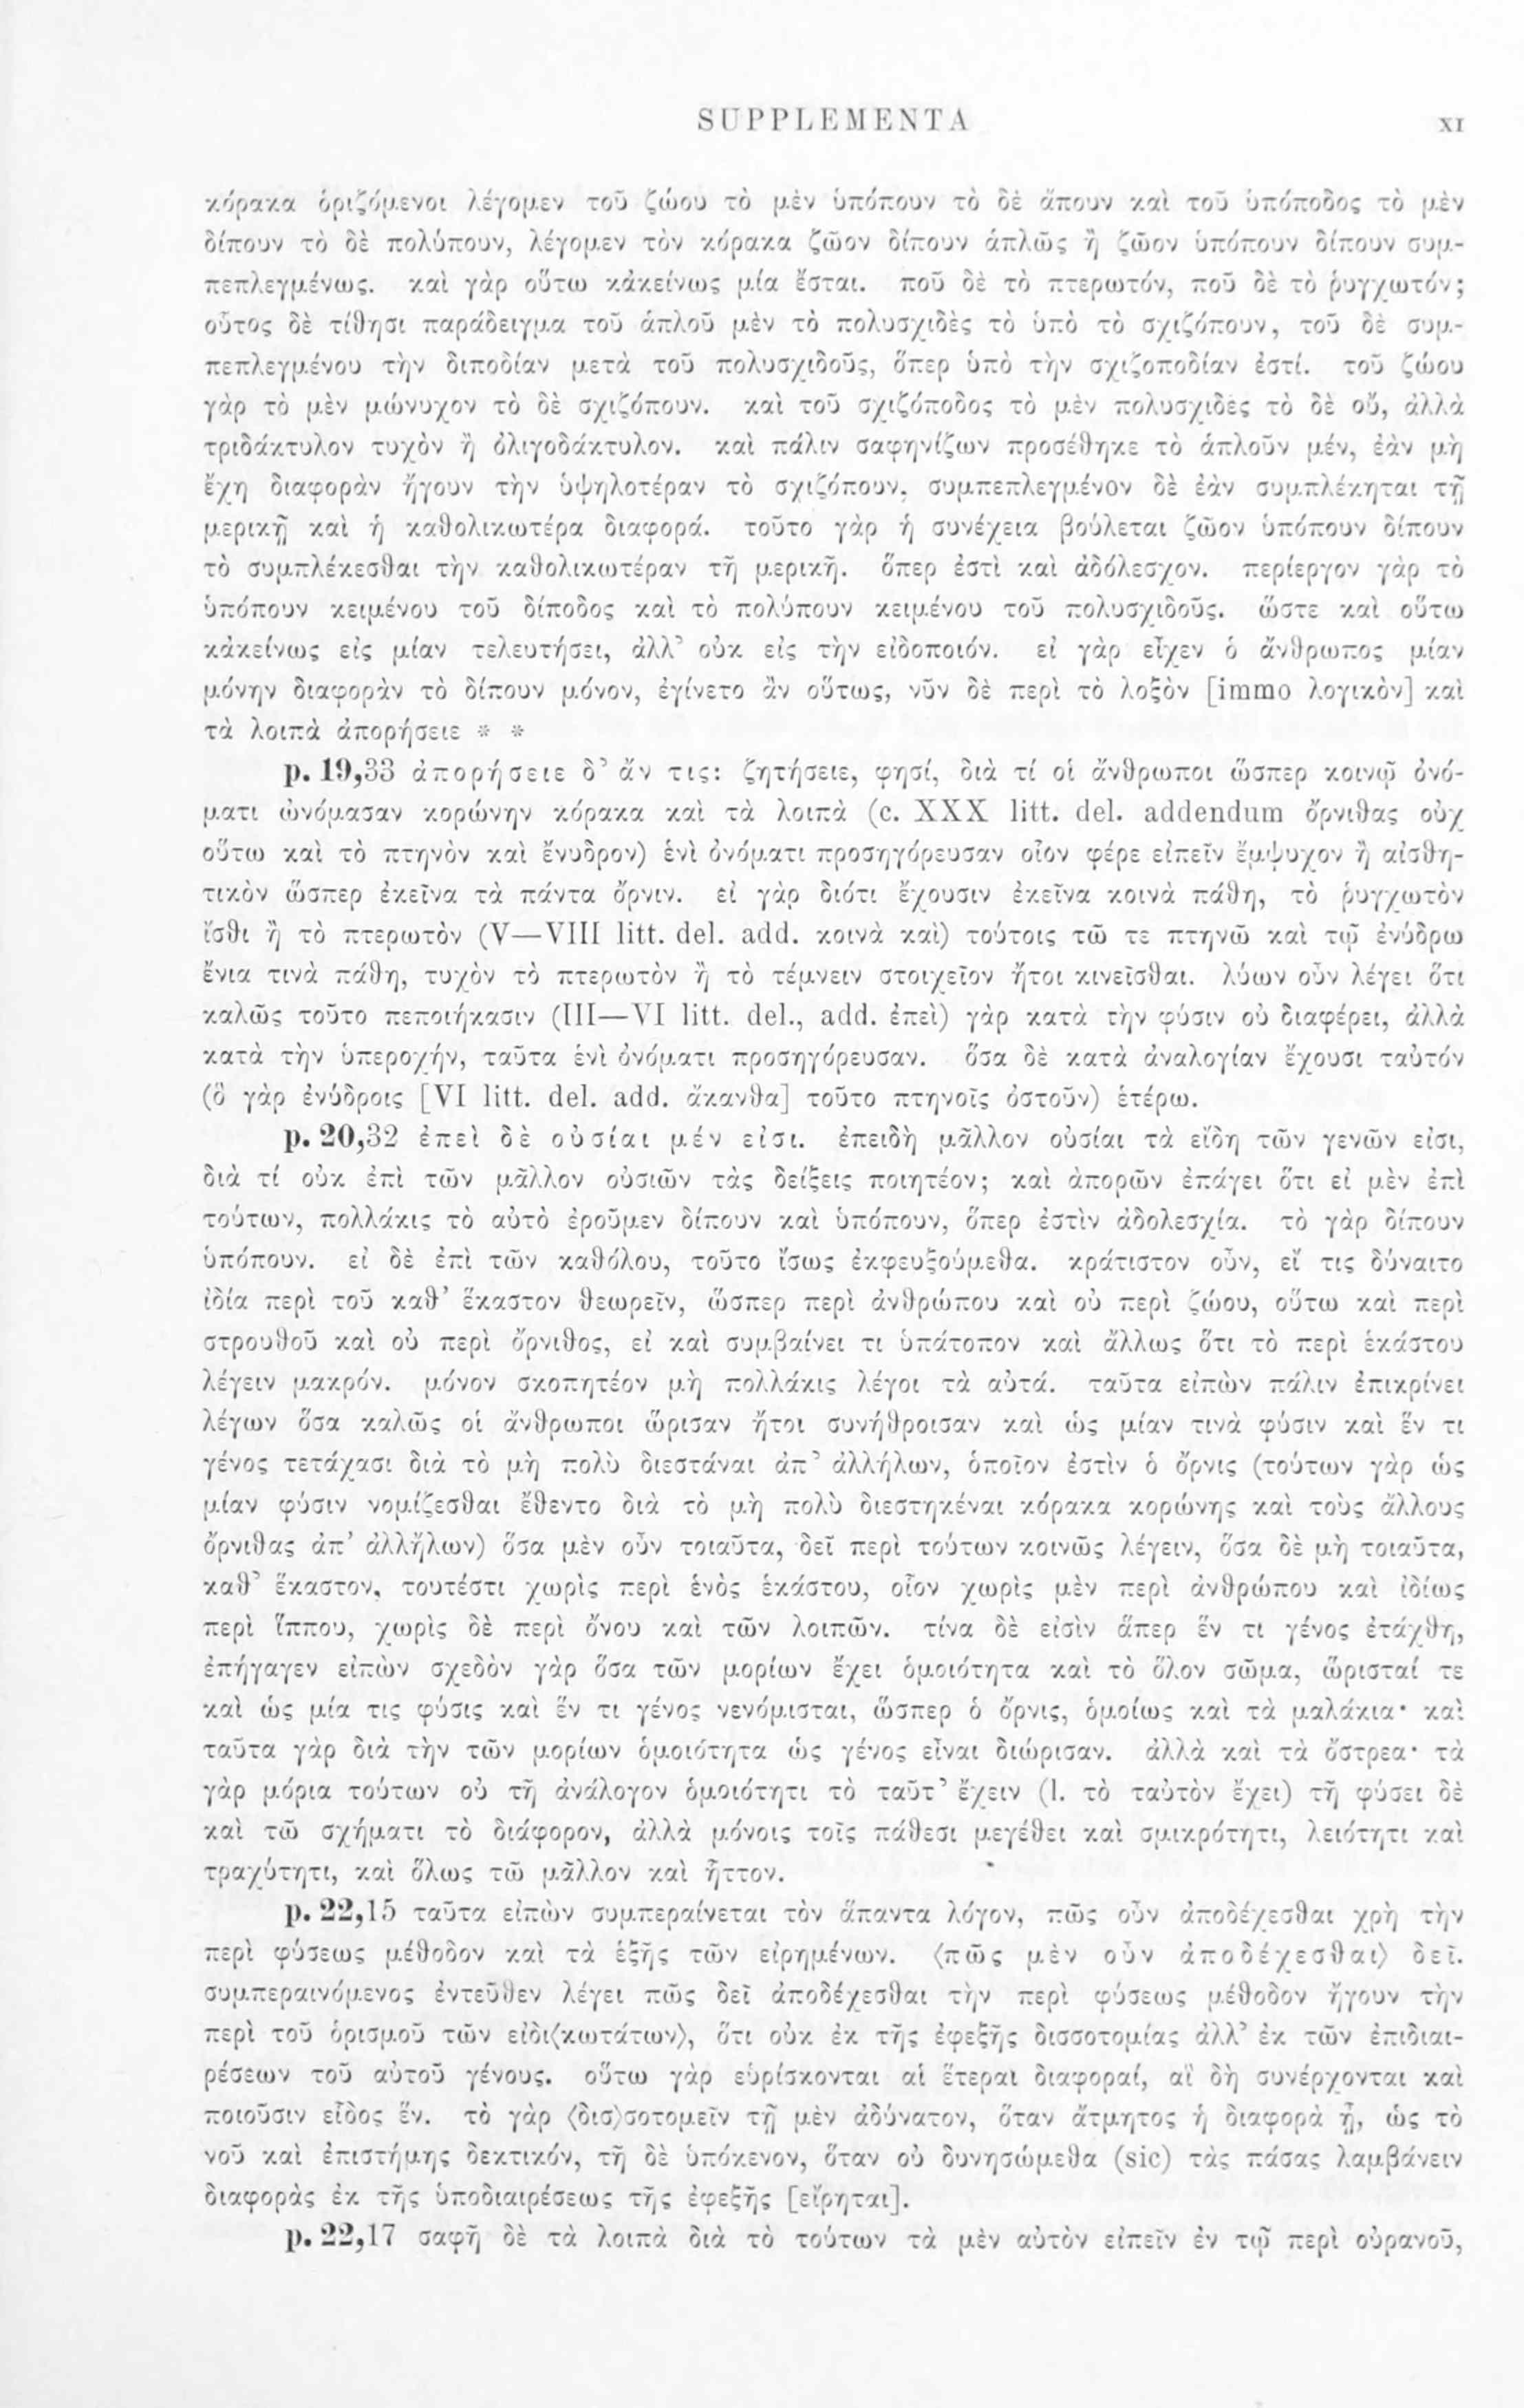 SUPPLEMENTA XI
κόρακα ὁριζόμενοι λέγομεν τοῦ ζώου τὸ μὲν ὑπόπουν τὸ δὲ ἄπουν καὶ τοῦ ὑπόποδος τὸ μὲν
δίπουν τὸ δὲ πολύπουν, λέγομεν τὸν κόρακα ζῶον δίπουν ἁπλῶς ἢ ζῶον ὑπόπουν δίπουν συμ-
πεπλεγμένως. καὶ γὰρ οὕτω κἀκείνως μία ἔσται. ποῦ δὲ τὸ πτερωτόν, ποῦ δὲ τὸ ῥυγχωτόν;
οὗτος δὲ τίθησι παράδειγμα τοῦ ἁπλοῦ μὲν τὸ πολυσχιδὲς τὸ ὑπὸ τὸ σχιζόπουν, τοῦ δὲ συμ-
πεπλεγμένου τὴν διποδίαν μετὰ τοῦ πολυσχιδοῦς, ὅπερ ὑπὸ τὴν σχιζοποδίαν ἐστί. τοῦ ζώου
γὰρ τὸ μὲν μώνυχον τὸ δὲ σχιζόπουν. καὶ τοῦ σχιζόποδος τὸ μὲν πολυσχιδὲς τὸ δὲ οὔ, ἀλλὰ
τριδάκτυλον τυχὸν ἢ ὀλιγοδάκτυλον. καὶ πάλιν σαφηνίζων προσέθηκε τὸ ἁπλοῦν μέν, ἐὰν μὴ
ἔχη διαφορὰν ἤγουν τὴν ὑψηλοτέραν τὸ σχιζόπουν, συμπεπλεγμένον δὲ ἐὰν συμπλέκηται τῇ
μερικῇ καὶ ἡ καθολικωτέρα διαφορά. τοῦτο γὰρ ἡ συνέχεια βούλεται ζῶον ὑπόπουν δίπουν
τὸ συμπλέκεσθαι τὴν καθολικωτέραν τῆ μερικῆ. ὅπερ ἐστὶ καὶ ἀδόλεσχον. περίεργον γὰρ τὸ
ὑπόπουν κειμένου τοῦ δίποδος καὶ τὸ πολύπουν κειμένου τοῦ πολυσχιδοῦς. ὥστε καὶ οὕτω
κἀκείνως εἰς μίαν τελευτήσει, ἀλλ’ οὐκ εἰς τὴν εἰδοποιόν. εἰ γὰρ εἶχεν ὁ ἄνθρωπος μίαν
μόνην διαφορὰν τὸ δίπουν μόνον, ἐγίνετο ἂν οὕτως, νῦν δὲ περὶ τὸ λοξὸν [immo λογικὸν] καὶ
τὰ λοιπὰ ἀπορήσειε * *
p. 19,33 ἀπορήσειε δ’ ἄν τις: ζητήσειε, φησί, διὰ τί οἱ ἄνθρωποι ὥσπερ κοινῷ ὀνό-
ματι ὠνόμασαν κορώνην κόρακα καὶ τὰ λοιπὰ (c. XXX litt. del. addendum ὄρνιθας οὐχ
οὕτω καὶ τὸ πτηνὸν καὶ ἔνυδρον) ἑνὶ ὀνόματι προσηγόρευσαν οἷον φέρε εἰπεῖν ἔμψυχον ἢ αἰσθη-
τικὸν ὥσπερ ἐκεῖνα τὰ πάντα ὄρνιν. εἰ γὰρ διότι ἔχουσιν ἐκεῖνα κοινὰ πάθη, τὸ ῥυγχωτὸν
ἴσθι ἢ τὸ πτερωτὸν (V—VIII litt. del. add. κοινὰ καὶ) τούτοις τῶ τε πτηνῶ καὶ τῷ ἐνύδρω
ἔνια τινὰ πάθη, τυχὸν τὸ πτερωτὸν ἢ τὸ τέμνειν στοιχεῖον ἤτοι κινεῖσθαι. λύων οὖν λέγει ὅτι
καλῶς τοῦτο πεποιήκασιν (III—VI litt. del., add. ἐπεὶ) γὰρ κατὰ τὴν φύσιν οὐ διαφέρει, ἀλλὰ
κατὰ τὴν ὑπεροχήν, ταῦτα ἑνὶ ὀνόματι προσηγόρευσαν. ὅσα δὲ κατὰ ἀναλογίαν ἔχουσι ταὐτόν
(ὃ γὰρ ἐνύδροις [VI litt. del. add. ἄκανθα] τοῦτο πτηνοῖς ὀστοῦν) ἑτέρω.
p. 20,32 ἐπεὶ δὲ οὐσίαι μέν εἰσι. ἐπειδὴ μᾶλλον οὐσίαι τὰ εἴδη τῶν γενῶν εἰσι,
διὰ τί οὐκ ἐπὶ τῶν μᾶλλον οὐσιῶν τὰς δείξεις ποιητέον; καὶ ἀπορῶν ἐπάγει ὅτι εἰ μὲν ἐπὶ
τούτων, πολλάκις τὸ αὐτὸ ἐροῦμεν δίπουν καὶ ὑπόπουν, ὅπερ ἐστὶν ἀδολεσχία. τὸ γὰρ δίπουν
ὑπόπουν. εἰ δὲ ἐπὶ τῶν καθόλου, τοῦτο ἴσως ἐκφευξούμεθα. κράτιστον οὖν, εἴ τις δύναιτο
ἰδία περὶ τοῦ καθ’ ἕκαστον θεωρεῖν, ὥσπερ περὶ ἀνθρώπου καὶ οὐ περὶ ζώου, οὕτω καὶ περὶ
στρουθοῦ καὶ οὐ περὶ ὄρνιθος, εἰ καὶ συμβαίνει τι ὑπάτοπον καὶ ἄλλως ὅτι τὸ περὶ ἑκάστου
λέγειν μακρόν. μόνον σκοπητέον μὴ πολλάκις λέγοι τὰ αὐτά. ταῦτα εἰπὼν πάλιν ἐπικρίνει
λέγων ὅσα καλῶς οἱ ἄνθρωποι ὥρισαν ἤτοι συνήθροισαν καὶ ὡς μίαν τινὰ φύσιν καὶ ἕν τι
γένος τετάχασι διὰ τὸ μὴ πολὺ διεστάναι ἀπ’ ἀλλήλων, ὁποῖον ἐστὶν ὁ ὄρνις (τούτων γὰρ ὡς
μίαν φύσιν νομίζεσθαι ἔθεντο διὰ τὸ μὴ πολὺ διεστηκέναι κόρακα κορώνης καὶ τοὺς ἄλλους
ὄρνιθας ἀπ’ ἀλλήλων) ὅσα μὲν οὖν τοιαῦτα, δεῖ περὶ τούτων κοινῶς λέγειν, ὅσα δὲ μὴ τοιαῦτα,
καθ’ ἕκαστον, τουτέστι χωρὶς περὶ ἑνὸς ἑκάστου, οἷον χωρὶς μὲν περὶ ἀνθρώπου καὶ ἰδίως
περὶ ἵππου, χωρὶς δὲ περὶ ὄνου καὶ τῶν λοιπῶν. τίνα δὲ εἰσὶν ἅπερ ἕν τι γένος ἐτάχθη,
ἐπήγαγεν εἰπὼν σχεδὸν γὰρ ὅσα τῶν μορίων ἔχει ὁμοιότητα καὶ τὸ ὅλον σῶμα, ὥρισταί τε
καὶ ὡς μία τις φύσις καὶ ἕν τι γένος νενόμισται, ὥσπερ ὁ ὄρνις, ὁμοίως καὶ τὰ μαλάκια· καὶ
ταῦτα γὰρ διὰ τὴν τῶν μορίων ὁμοιότητα ὡς γένος εἶναι διώρισαν. ἀλλὰ καὶ τὰ ὄστρεα· τὰ
γὰρ μόρια τούτων οὐ τῆ ἀνάλογον ὁμοιότητι τὸ ταῦτ’ ἔχειν (l. τὸ ταὐτὸν ἔχει) τῆ φύσει δὲ
καὶ τῶ σχήματι τὸ διάφορον, ἀλλὰ μόνοις τοῖς πάθεσι μεγέθει καὶ σμικρότητι, λειότητι καὶ
τραχύτητι, καὶ ὅλως τῶ μᾶλλον καὶ ἧττον.
p. 22,15 ταῦτα εἰπὼν συμπεραίνεται τὸν ἅπαντα λόγον, πῶς οὖν ἀποδέχεσθαι χρὴ τὴν
περὶ φύσεως μέθοδον καὶ τὰ ἑξῆς τῶν εἰρημένων. ⟨πῶς μὲν οὖν ἀποδέχεσθαι⟩ δεῖ.
συμπεραινόμενος ἐντεῦθεν λέγει πῶς δεῖ ἀποδέχεσθαι τὴν περὶ φύσεως μέθοδον ἤγουν τὴν
περὶ τοῦ ὁρισμοῦ τῶν εἰδι⟨κωτάτων⟩, ὅτι οὐκ ἐκ τῆς ἐφεξῆς δισσοτομίας ἀλλ’ ἐκ τῶν ἐπιδιαι-
ρέσεων τοῦ αὐτοῦ γένους. οὕτω γὰρ εὑρίσκονται αἱ ἕτεραι διαφοραί, αἳ δὴ συνέρχονται καὶ
ποιοῦσιν εἶδος ἕν. τὸ γὰρ ⟨δισ⟩σοτομεῖν τῇ μὲν ἀδύνατον, ὅταν ἄτμητος ἡ διαφορὰ ᾖ, ὡς τὸ
νοῦ καὶ ἐπιστήμης δεκτικόν, τῆ δὲ ὑπόκενον, ὅταν οὐ δυνησώμεθα (sic) τὰς πάσας λαμβάνειν
διαφορὰς ἐκ τῆς ὑποδιαιρέσεως τῆς ἐφεξῆς [εἴρηται].
p. 22,17 σαφῆ δὲ τὰ λοιπὰ διὰ τὸ τούτων τὰ μὲν αὐτὸν εἰπεῖν ἐν τῷ περὶ οὐρανοῦ,